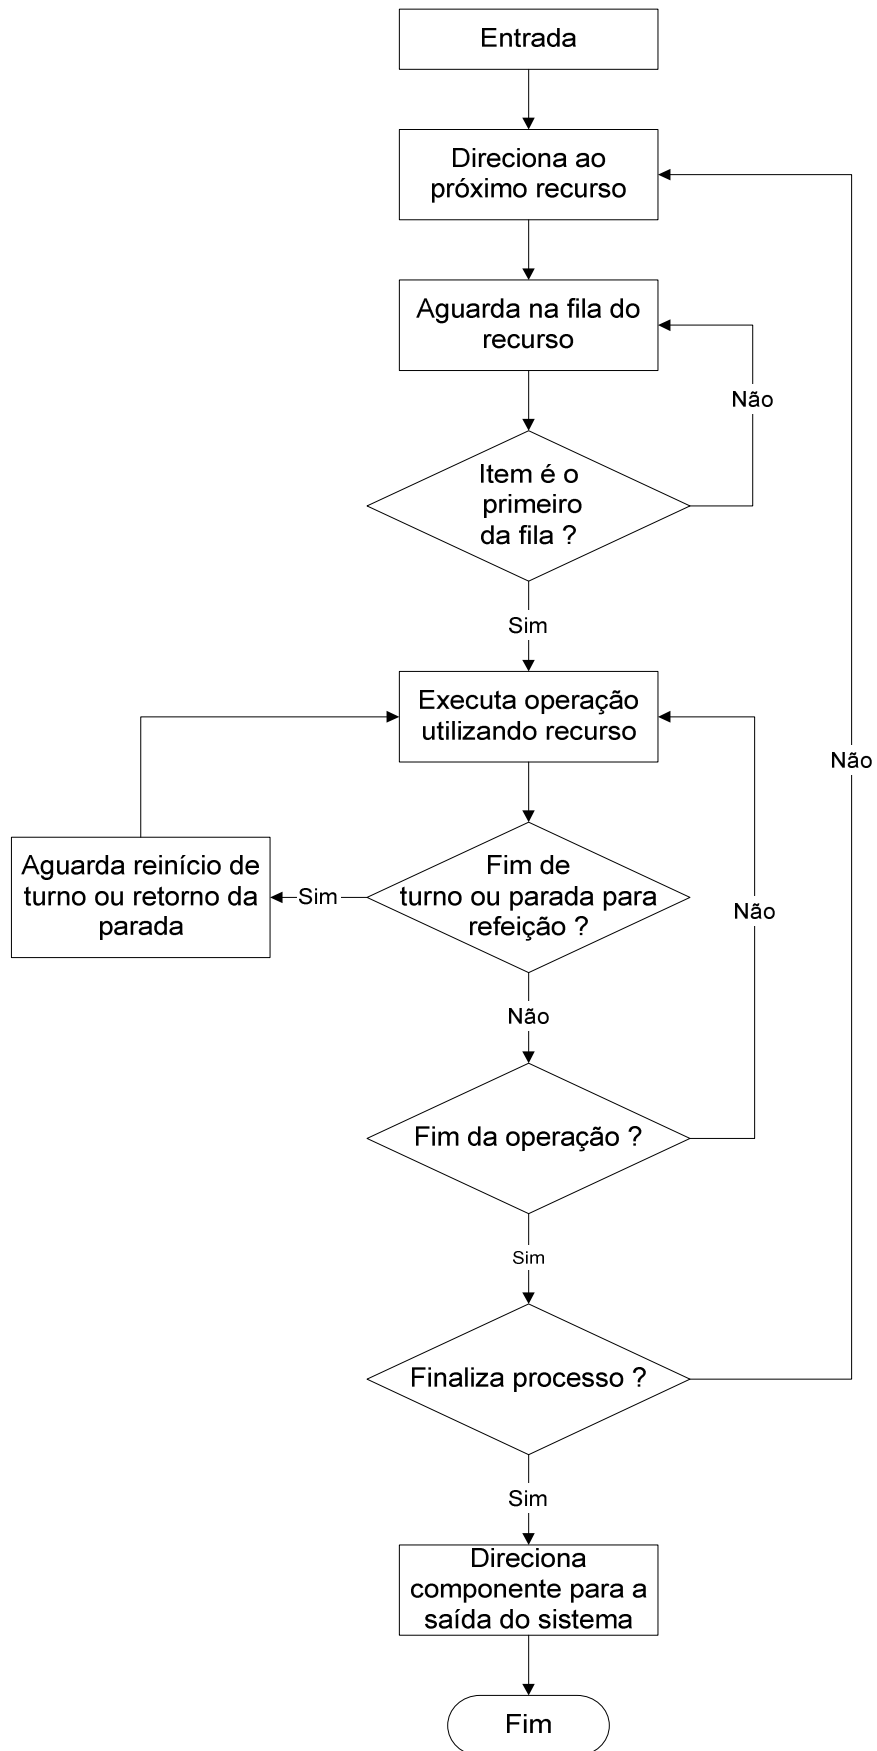 Entrada
Direciona ao
próximo recurso
Aguarda na fila do
recurso
Não
Item é o
primeiro
da fila ?
Sim
Executa operação
utilizando recurso
Não
Aguarda reinício de
turno ou retorno da
parada
Sim
Fim de
turno ou parada para
refeição ?
Não
Não
Fim da operação ?
Sim
Finaliza processo ?
Sim
Direciona
componente para a
saída do sistema
Fim